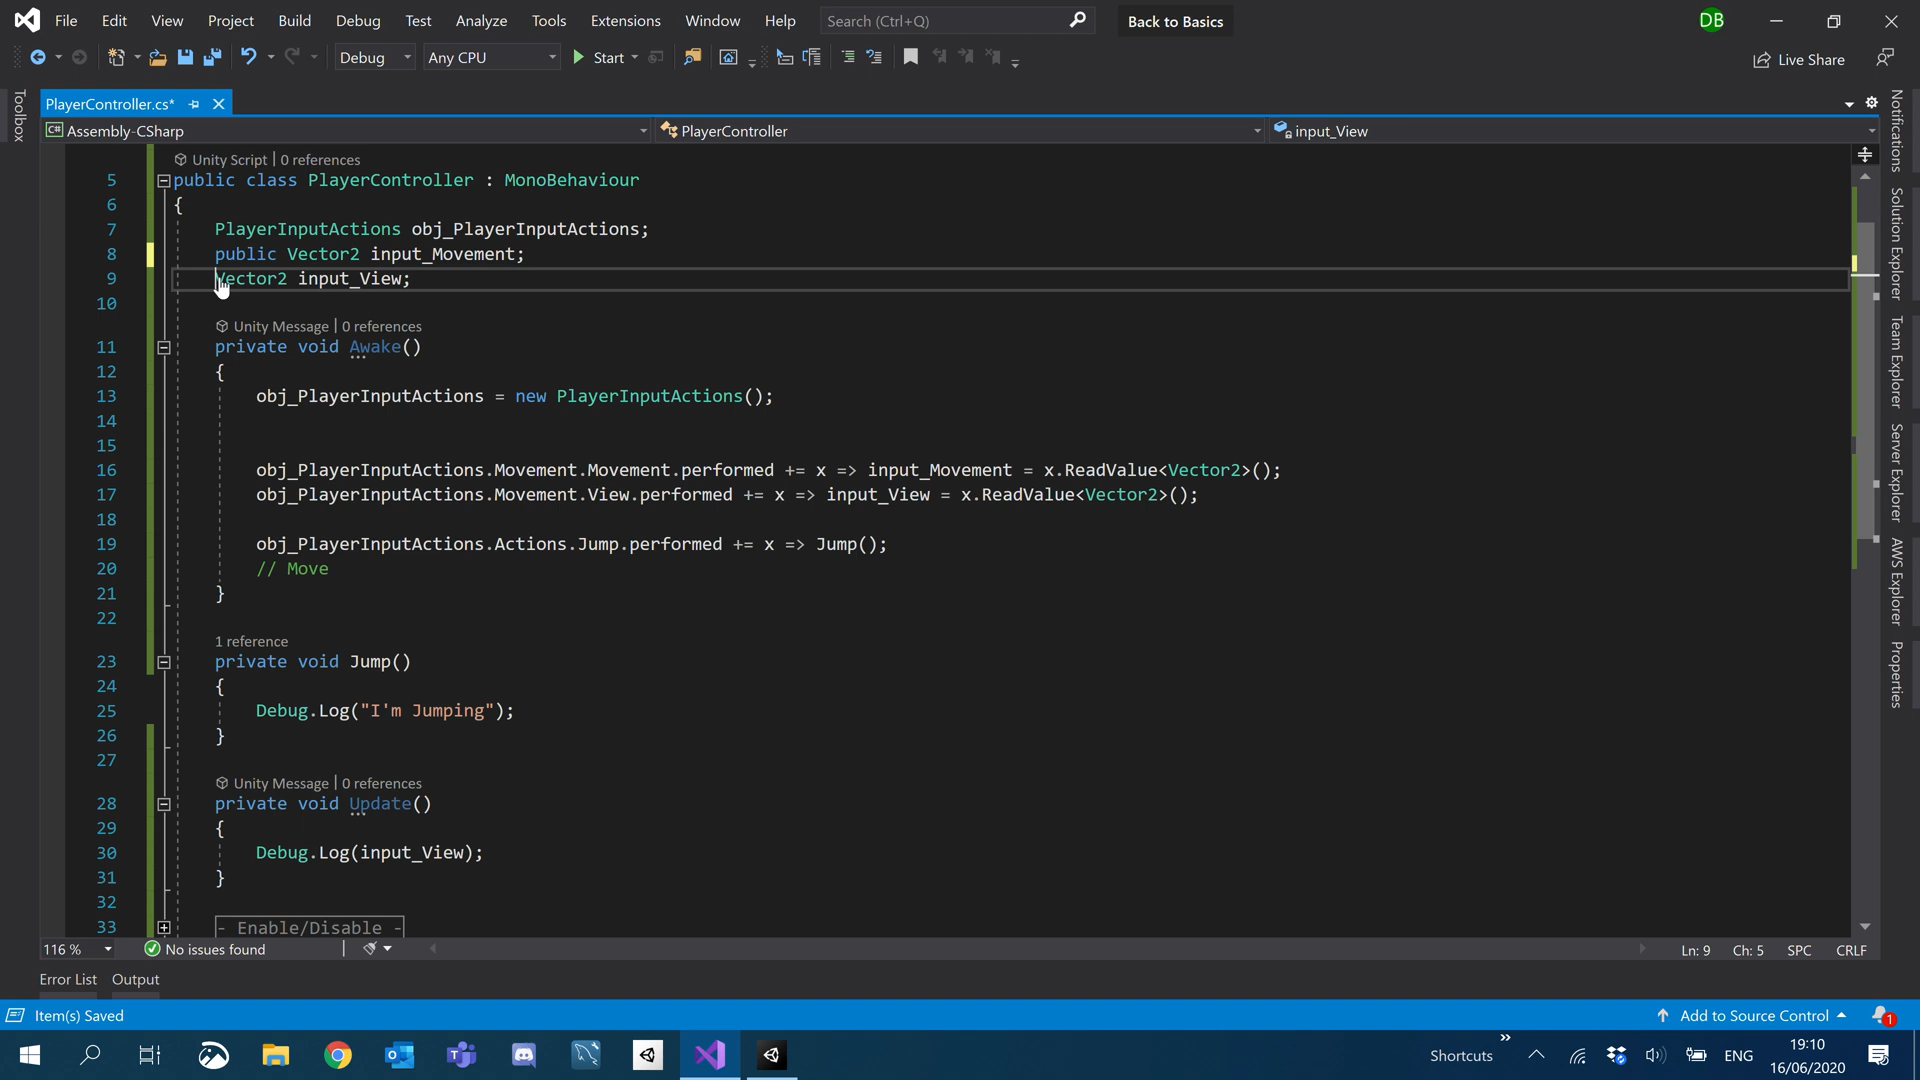 File Edit View Project Build Debug Test Analyze Tools Extensions Window Help Search (Ctrl+Q) Back to Basics DB
Debug Any CPU Start Live Share
PlayerController.cs*
C# Assembly-CSharp PlayerController input_View
Unity Script | 0 references
5 public class PlayerController : MonoBehaviour
6 {
7 PlayerInputActions obj_PlayerInputActions;
8 public Vector2 input_Movement;
9 Vector2 input_View;
10
Unity Message | 0 references
11 private void Awake()
12 {
13 obj_PlayerInputActions = new PlayerInputActions();
14
15
16 obj_PlayerInputActions.Movement.Movement.performed += x => input_Movement = x.ReadValue<Vector2>();
17 obj_PlayerInputActions.Movement.View.performed += x => input_View = x.ReadValue<Vector2>();
18
19 obj_PlayerInputActions.Actions.Jump.performed += x => Jump();
20 // Move
21 }
22
1 reference
23 private void Jump()
24 {
25 Debug.Log("I'm Jumping");
26 }
27
Unity Message | 0 references
28 private void Update()
29 {
30 Debug.Log(input_View);
31 }
32
33 - Enable/Disable -
116 % No issues found Ln: 9 Ch: 5 SPC CRLF
Error List Output
Item(s) Saved Add to Source Control 1
Shortcuts ENG 19:10
16/06/2020
Toolbox
Notifications
Solution Explorer
Team Explorer
Server Explorer
AWS Explorer
Properties